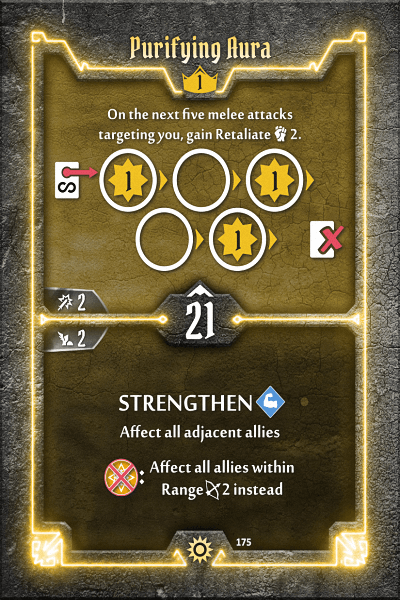 Purifying Aura
1
On the next five melee attacks
targeting you, gain Retaliate 2.
S
1
1
1
2
21
2
STRENGTHEN
Affect all adjacent allies
: Affect all allies within
Range 2 instead
175